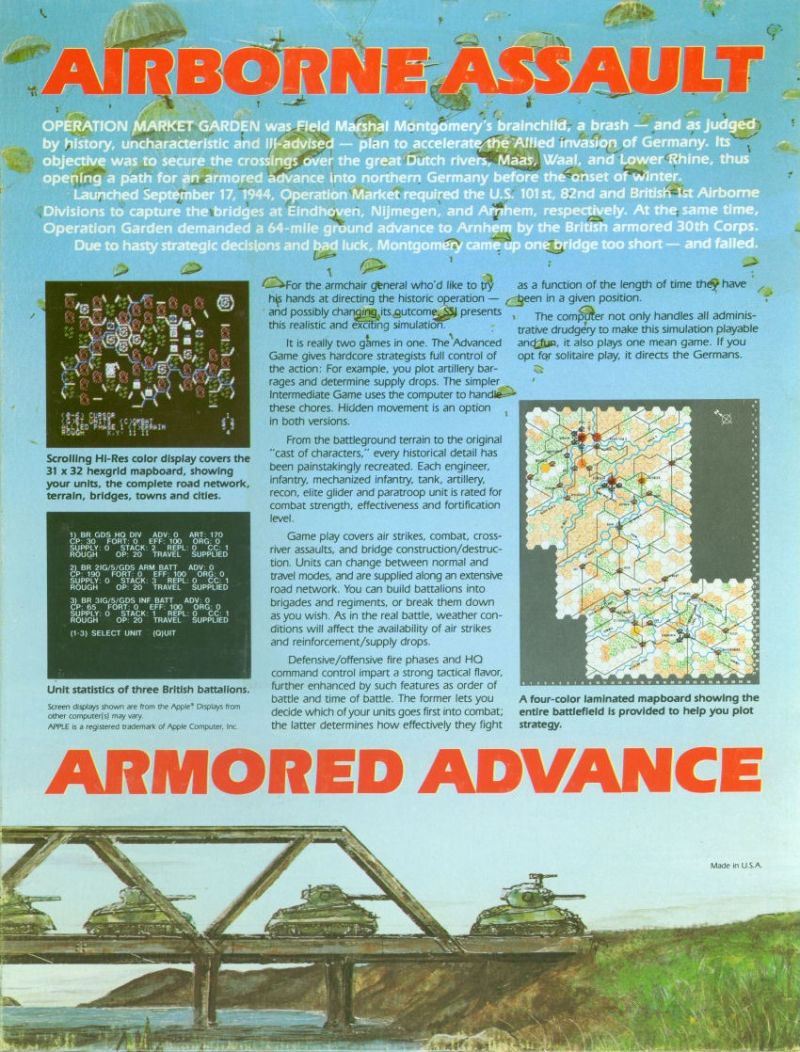 AIRBORNE ASSAULT
OPERATION MARKET GARDEN was Field Marshal Montgomery's brainchild, a brash — and as judged
by history, uncharacteristic and ill-advised — plan to accelerate the Allied invasion of Germany. Its
objective was to secure the crossings over the great Dutch rivers, Maas, Waal, and Lower Rhine, thus
opening a path for an armored advance into northern Germany before the onset of winter.
Launched September 17, 1944, Operation Market required the U.S. 101st, 82nd and British 1st Airborne
Divisions to capture the bridges at Eindhoven, Nijmegen, and Arnhem, respectively. At the same time,
Operation Garden demanded a 64-mile ground advance to Arnhem by the British armored 30th Corps.
Due to hasty strategic decisions and bad luck, Montgomery came up one bridge too short — and failed.
CURSOR
ROUGH X-Y: 11 11
Scrolling Hi-Res color display covers the
31 x 32 hexgrid mapboard, showing
your units, the complete road network,
terrain, bridges, towns and cities.
1) BR GDS HQ DIV ADV: 0 ART: 170
CP: 30 FORT: 0 EFF: 100 ORG: 0
SUPPLY: 0 STACK: 2 REPL: 0 CC: 1
ROUGH OP: 20 TRAVEL SUPPLIED
2) BR 2IG/5/GDS ARM BATT ADV: 0
CP: 190 FORT: 0 EFF: 100 ORG: 0
SUPPLY: 0 STACK: 3 REPL: 0 CC: 1
ROUGH OP: 20 TRAVEL SUPPLIED
3) BR 3IG/5/GDS INF BATT ADV: 0
CP: 65 FORT: 0 EFF: 100 ORG: 0
SUPPLY: 0 STACK: 1 REPL: 0 CC: 1
ROUGH OP: 20 TRAVEL SUPPLIED
(1-3) SELECT UNIT (Q)UIT
Unit statistics of three British battalions.
Screen displays shown are from the Apple® Displays from
other computer(s) may vary.
APPLE is a registered trademark of Apple Computer, Inc.
For the armchair general who'd like to try
his hands at directing the historic operation —
and possibly changing its outcome, SSI presents
this realistic and exciting simulation.
It is really two games in one. The Advanced
Game gives hardcore strategists full control of
the action: For example, you plot artillery bar-
rages and determine supply drops. The simpler
Intermediate Game uses the computer to handle
these chores. Hidden movement is an option
in both versions.
From the battleground terrain to the original
"cast of characters," every historical detail has
been painstakingly recreated. Each engineer,
infantry, mechanized infantry, tank, artillery,
recon, elite glider and paratroop unit is rated for
combat strength, effectiveness and fortification
level.
Game play covers air strikes, combat, cross-
river assaults, and bridge construction/destruc-
tion. Units can change between normal and
travel modes, and are supplied along an extensive
road network. You can build battalions into
brigades and regiments, or break them down
as you wish. As in the real battle, weather con-
ditions will affect the availability of air strikes
and reinforcement/supply drops.
Defensive/offensive fire phases and HQ
command control impart a strong tactical flavor,
further enhanced by such features as order of
battle and time of battle. The former lets you
decide which of your units goes first into combat;
the latter determines how effectively they fight
as a function of the length of time they have
been in a given position.
The computer not only handles all adminis-
trative drudgery to make this simulation playable
and fun, it also plays one mean game. If you
opt for solitaire play, it directs the Germans.
A four-color laminated mapboard showing the
entire battlefield is provided to help you plot
strategy.
ARMORED ADVANCE
Made in U.S.A.